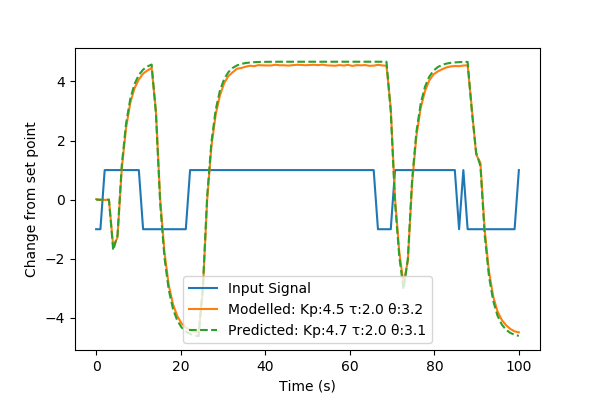 4
2
0
−2
−4
Change from set point
Input Signal
Modelled: Kp:4.5 τ:2.0 θ:3.2
Predicted: Kp:4.7 τ:2.0 θ:3.1
0 20 40 60 80 100
Time (s)